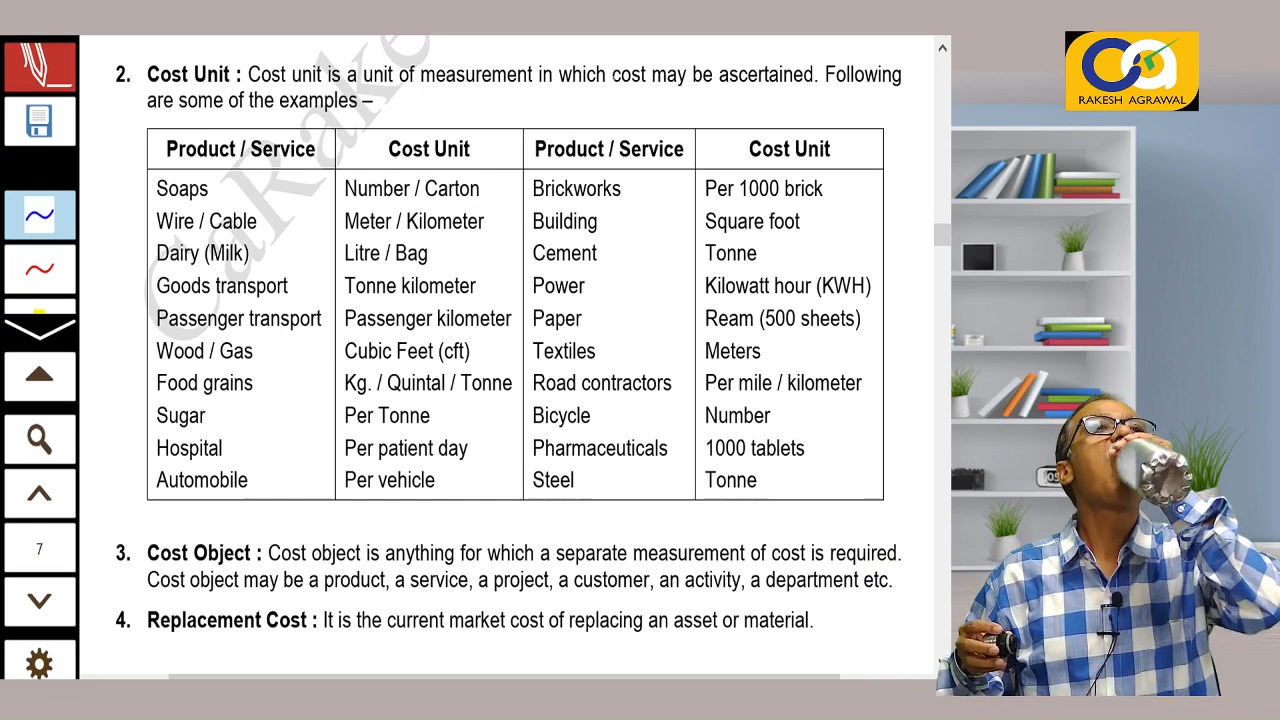 RAKESH AGRAWAL
2. Cost Unit : Cost unit is a unit of measurement in which cost may be ascertained. Following
are some of the examples –
Product / Service Cost Unit Product / Service Cost Unit
Soaps Number / Carton Brickworks Per 1000 brick
Wire / Cable Meter / Kilometer Building Square foot
Dairy (Milk) Litre / Bag Cement Tonne
Goods transport Tonne kilometer Power Kilowatt hour (KWH)
Passenger transport Passenger kilometer Paper Ream (500 sheets)
Wood / Gas Cubic Feet (cft) Textiles Meters
Food grains Kg. / Quintal / Tonne Road contractors Per mile / kilometer
Sugar Per Tonne Bicycle Number
Hospital Per patient day Pharmaceuticals 1000 tablets
Automobile Per vehicle Steel Tonne
3. Cost Object : Cost object is anything for which a separate measurement of cost is required.
Cost object may be a product, a service, a project, a customer, an activity, a department etc.
4. Replacement Cost : It is the current market cost of replacing an asset or material.
7
CaRake